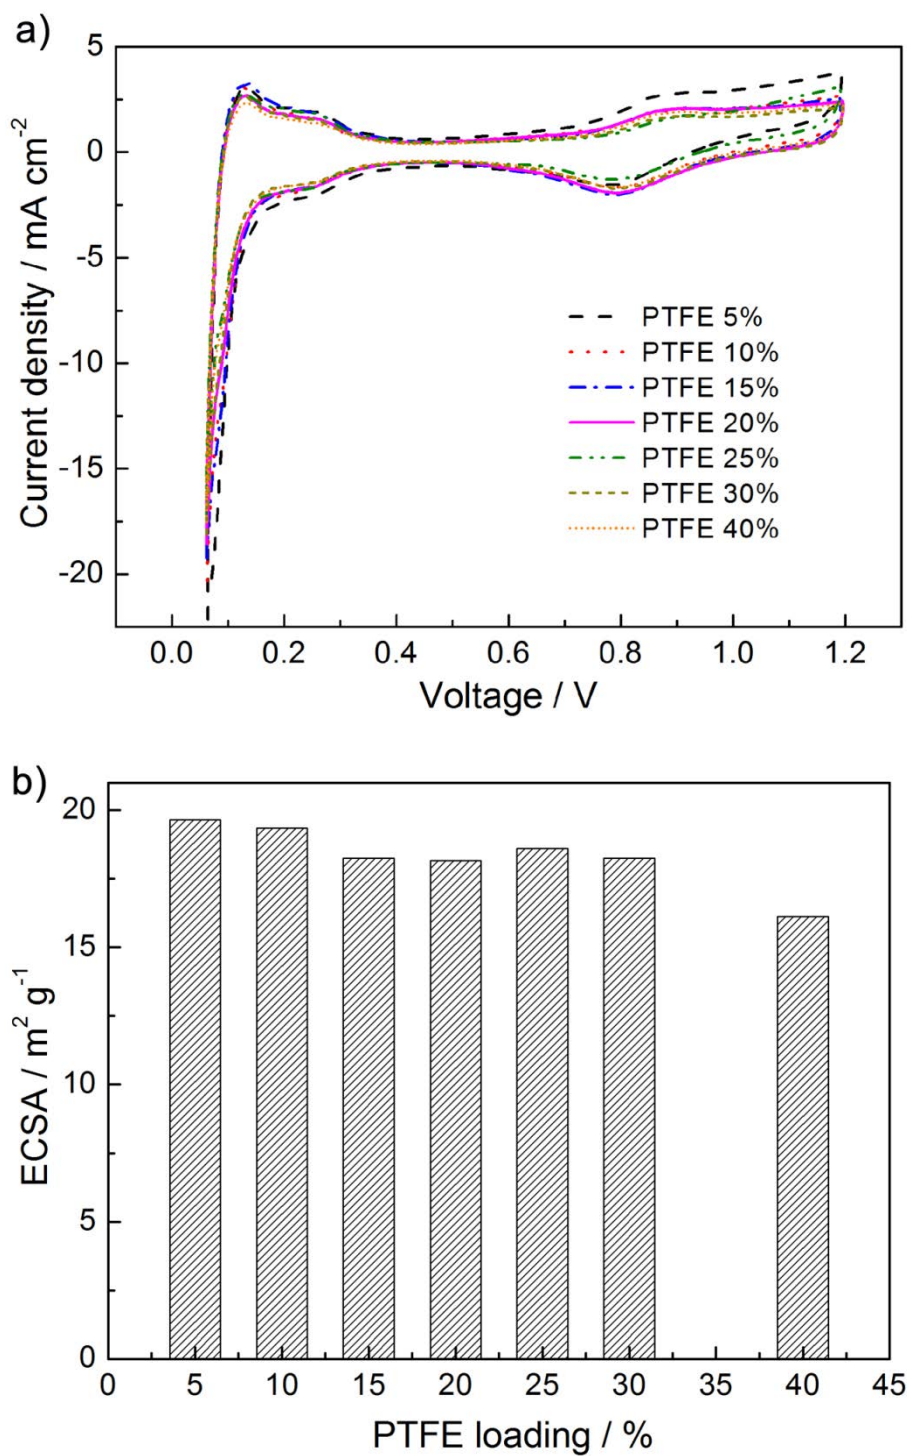 a)
5
0
-5
-10
-15
-20
Current density / mA cm⁻²
PTFE 5%
PTFE 10%
PTFE 15%
PTFE 20%
PTFE 25%
PTFE 30%
PTFE 40%
0.0 0.2 0.4 0.6 0.8 1.0 1.2
Voltage / V
b)
20
15
10
5
0
ECSA / m² g⁻¹
0 5 10 15 20 25 30 35 40 45
PTFE loading / %